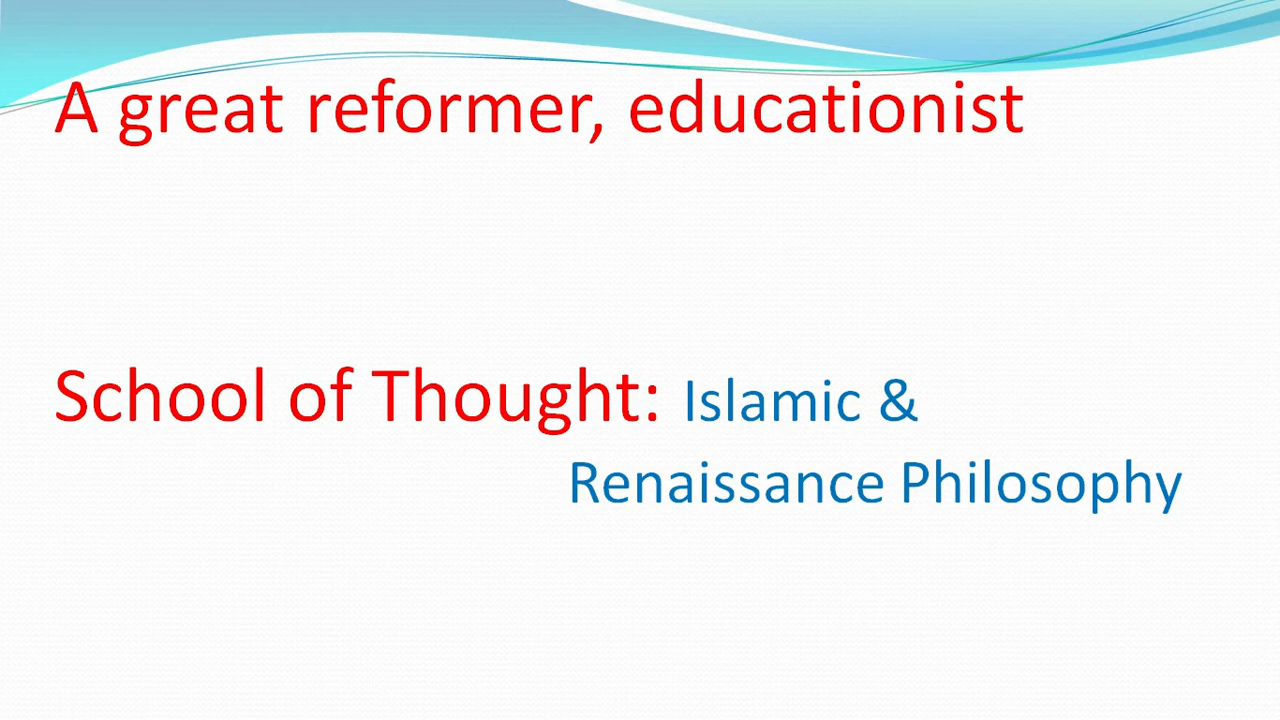 A great reformer, educationist
School of Thought: Islamic &
Renaissance Philosophy